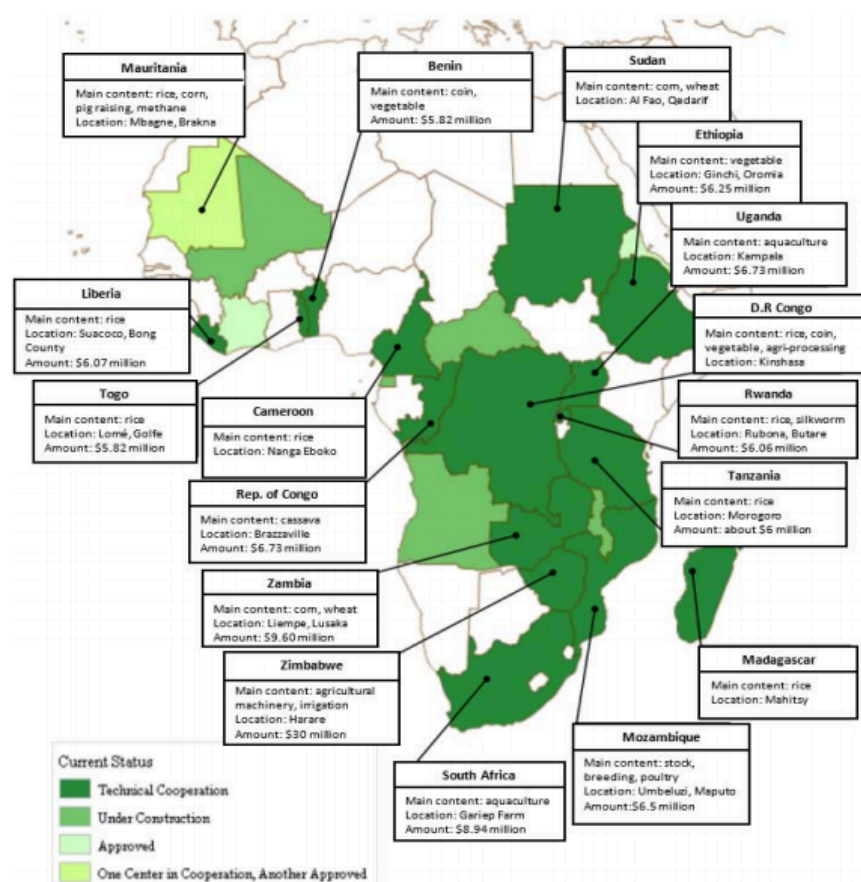 Mauritania
Main content: rice, corn,
pig raising, methane
Location: Mbagne, Brakna
Benin
Main content: coin,
vegetable
Amount: $5.82 million
Sudan
Main content: corn, wheat
Location: Al Fao, Qedarif
Ethiopia
Main content: vegetable
Location: Ginchi, Oromia
Amount: $6.25 million
Uganda
Main content: aquaculture
Location: Kampala
Amount: $6.73 million
Liberia
Main content: rice
Location: Suacoco, Bong
County
Amount: $6.07 million
D.R Congo
Main content: rice, coin,
vegetable, agri-processing
Location: Kinshasa
Togo
Main content: rice
Location: Lomé, Golfe
Amount: $5.82 million
Cameroon
Main content: rice
Location: Nanga Eboko
Rwanda
Main content: rice, silkworm
Location: Rubona, Butare
Amount: $6.06 million
Rep. of Congo
Main content: cassava
Location: Brazzaville
Amount: $6.73 million
Tanzania
Main content: rice
Location: Morogoro
Amount: about $6 million
Zambia
Main content: corn, wheat
Location: Liempe, Lusaka
Amount: $9.60 million
Zimbabwe
Main content: agricultural
machinery, irrigation
Location: Harare
Amount: $30 million
Madagascar
Main content: rice
Location: Mahitsy
Mozambique
Main content: stock,
breeding, poultry
Location: Umbeluzi, Maputo
Amount:$6.5 million
South Africa
Main content: aquaculture
Location: Gariep Farm
Amount: $8.94 million
Current Status
Technical Cooperation
Under Construction
Approved
One Center in Cooperation, Another Approved